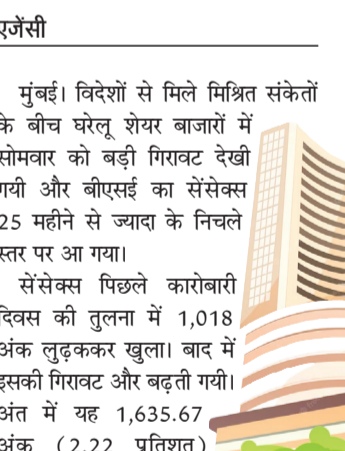 एजेंसी
मुंबई। विदेशों से मिले मिश्रित संकेतों
के बीच घरेलू शेयर बाजारों में
सोमवार को बड़ी गिरावट देखी
गयी और बीएसई का सेंसेक्स
25 महीने से ज्यादा के निचले
स्तर पर आ गया।
सेंसेक्स पिछले कारोबारी
दिवस की तुलना में 1,018
अंक लुढ़ककर खुला। बाद में
इसकी गिरावट और बढ़ती गयी।
अंत में यह 1,635.67
अंक (2.22 प्रतिशत)